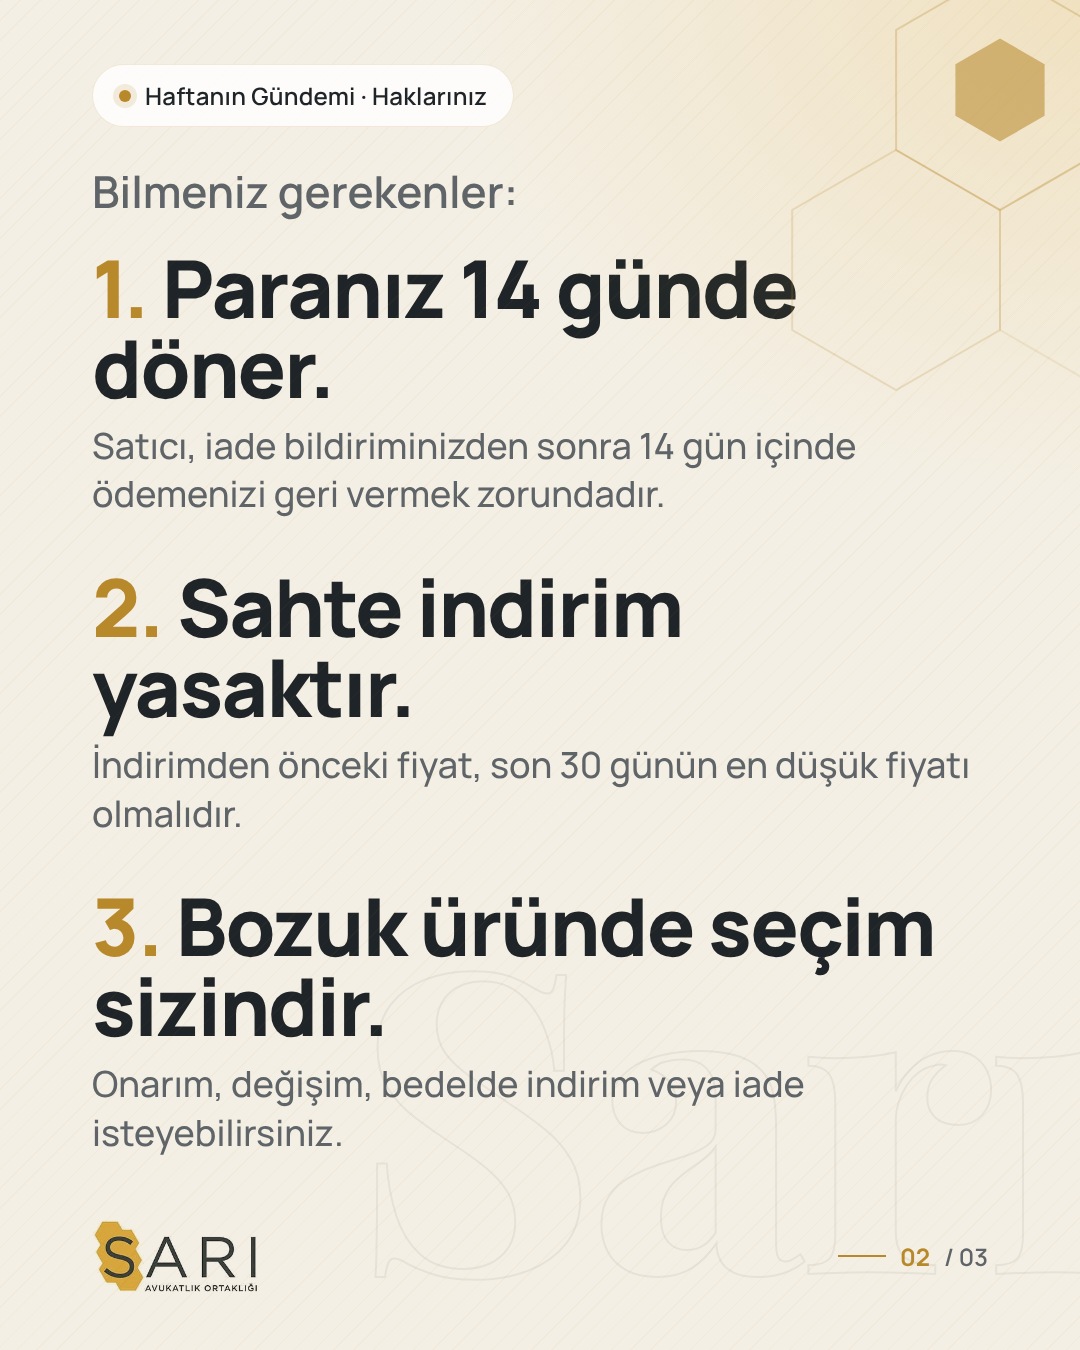 Haftanın Gündemi · Haklarınız
Bilmeniz gerekenler:
1. Paranız 14 günde
döner.
Satıcı, iade bildiriminizden sonra 14 gün içinde
ödemenizi geri vermek zorundadır.
2. Sahte indirim
yasaktır.
İndirimden önceki fiyat, son 30 günün en düşük fiyatı
olmalıdır.
3. Bozuk üründe seçim
sizindir.
Onarım, değişim, bedelde indirim veya iade
isteyebilirsiniz.
Sarı
SARI
AVUKATLIK ORTAKLIĞI
02 / 03